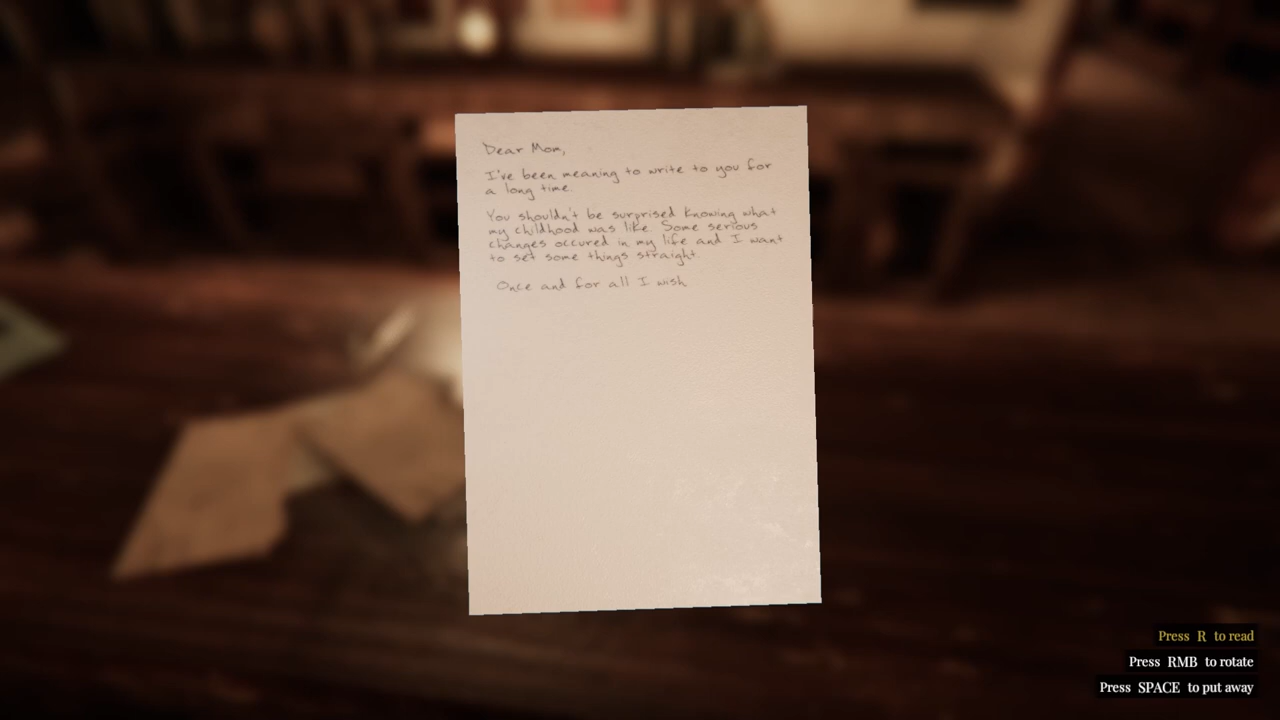 Dear Mom,
I've been meaning to write to you for
a long time.
You shouldn't be surprised knowing what
my childhood was like. Some serious
changes occured in my life and I want
to set some things straight.
Once and for all I wish
Press R to read
Press RMB to rotate
Press SPACE to put away